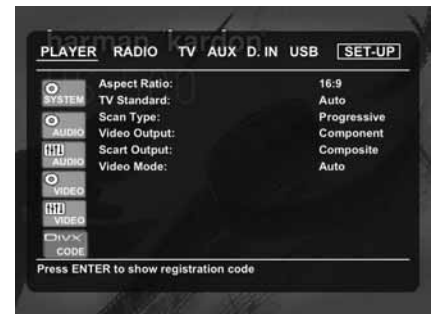 harman kardon
PLAYER RADIO TV AUX D. IN USB SET-UP
Aspect Ratio: 16:9
TV Standard: Auto
Scan Type: Progressive
Video Output: Component
Scart Output: Composite
Video Mode: Auto
SYSTEM
AUDIO
AUDIO
VIDEO
VIDEO
DIVX
CODE
Press ENTER to show registration code